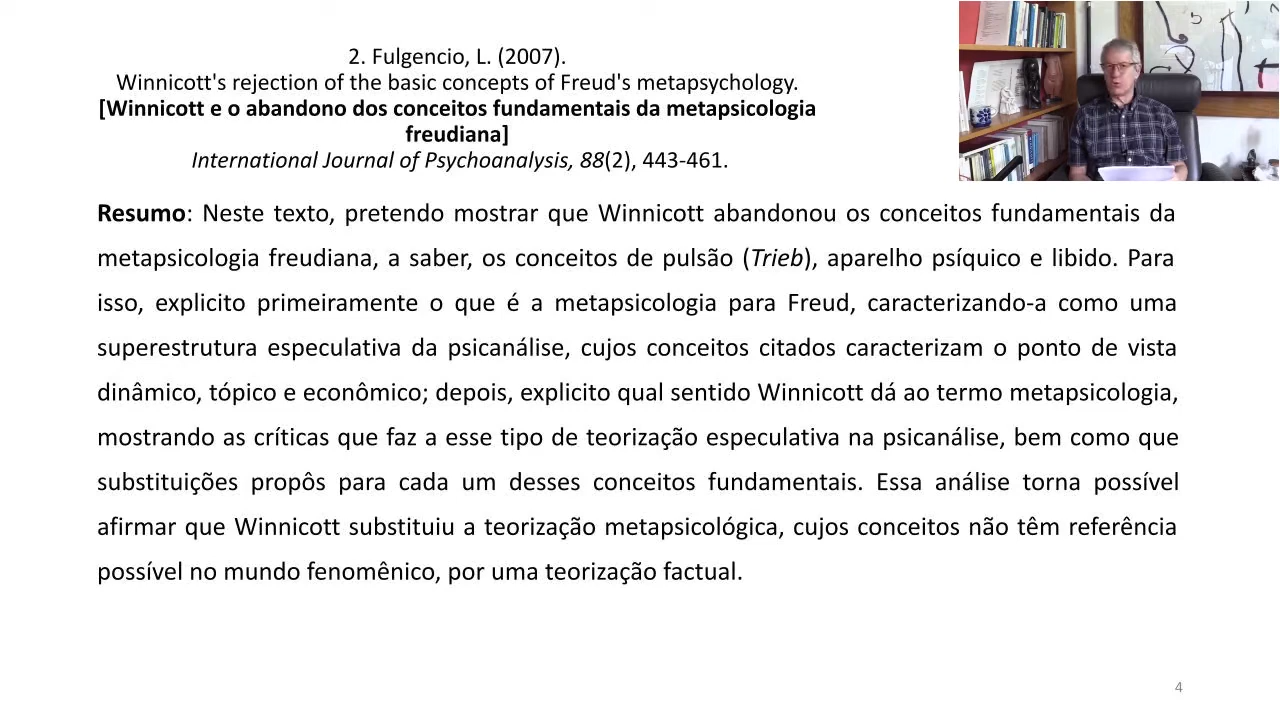 2. Fulgencio, L. (2007).
Winnicott's rejection of the basic concepts of Freud's metapsychology.
[Winnicott e o abandono dos conceitos fundamentais da metapsicologia
freudiana]
International Journal of Psychoanalysis, 88(2), 443-461.
Resumo: Neste texto, pretendo mostrar que Winnicott abandonou os conceitos fundamentais da
metapsicologia freudiana, a saber, os conceitos de pulsão (Trieb), aparelho psíquico e libido. Para
isso, explicito primeiramente o que é a metapsicologia para Freud, caracterizando-a como uma
superestrutura especulativa da psicanálise, cujos conceitos citados caracterizam o ponto de vista
dinâmico, tópico e econômico; depois, explicito qual sentido Winnicott dá ao termo metapsicologia,
mostrando as críticas que faz a esse tipo de teorização especulativa na psicanálise, bem como que
substituições propôs para cada um desses conceitos fundamentais. Essa análise torna possível
afirmar que Winnicott substituiu a teorização metapsicológica, cujos conceitos não têm referência
possível no mundo fenomênico, por uma teorização factual.
4